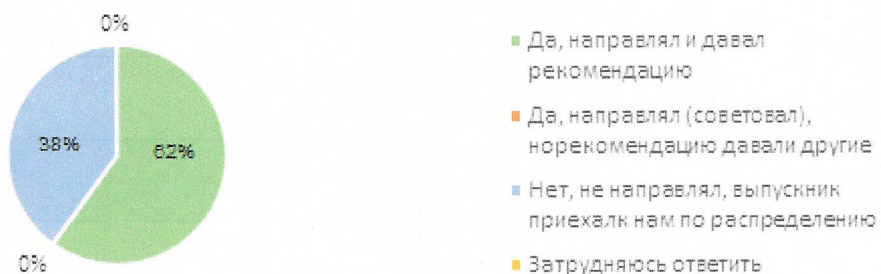 0%
38%
62%
0%
Да, направлял и давал
рекомендацию
Да, направлял (советовал),
норекомендацию давали другие
Нет, не направлял, выпускник
приехалк нам по распределению
Затрудняюсь ответить